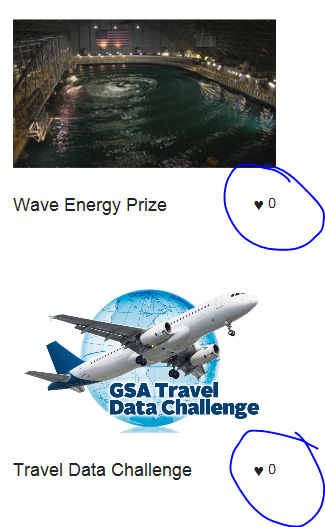 Wave Energy Prize ♥ 0
GSA Travel
Data Challenge
Travel Data Challenge ♥ 0